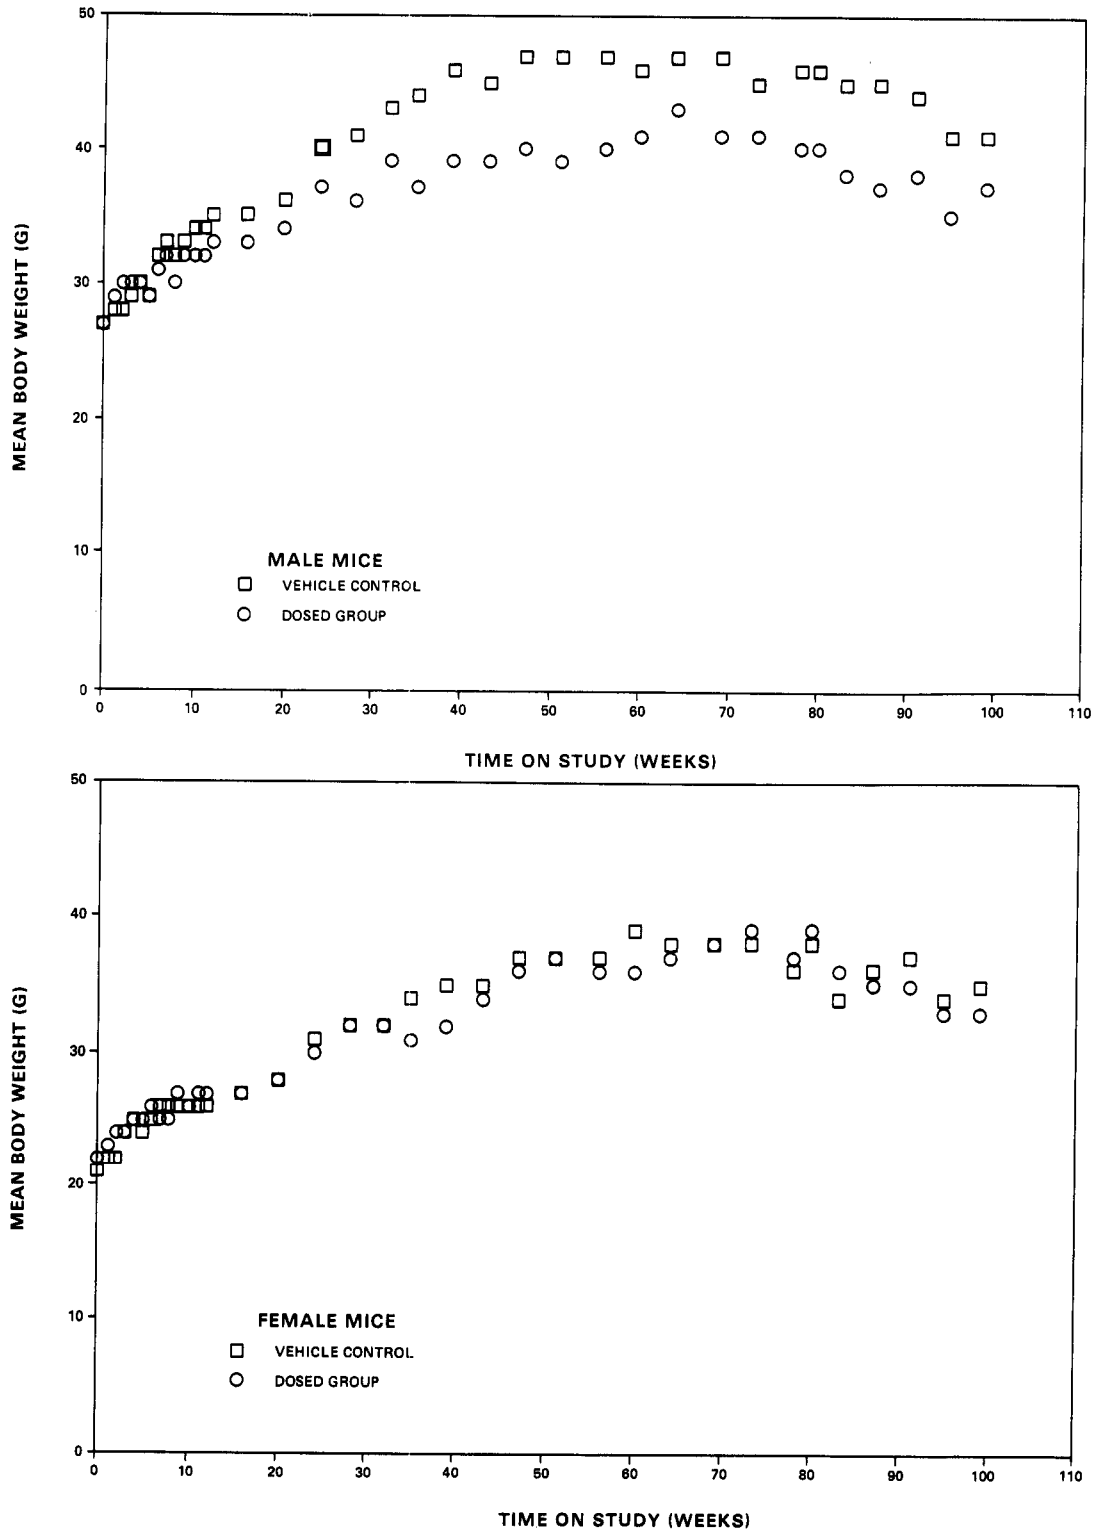 50
40
30
20
10
0
MEAN BODY WEIGHT (G)
MALE MICE
VEHICLE CONTROL
DOSED GROUP
0 10 20 30 40 50 60 70 80 90 100 110
TIME ON STUDY (WEEKS)
50
40
30
20
10
0
MEAN BODY WEIGHT (G)
FEMALE MICE
VEHICLE CONTROL
DOSED GROUP
0 10 20 30 40 50 60 70 80 90 100 110
TIME ON STUDY (WEEKS)